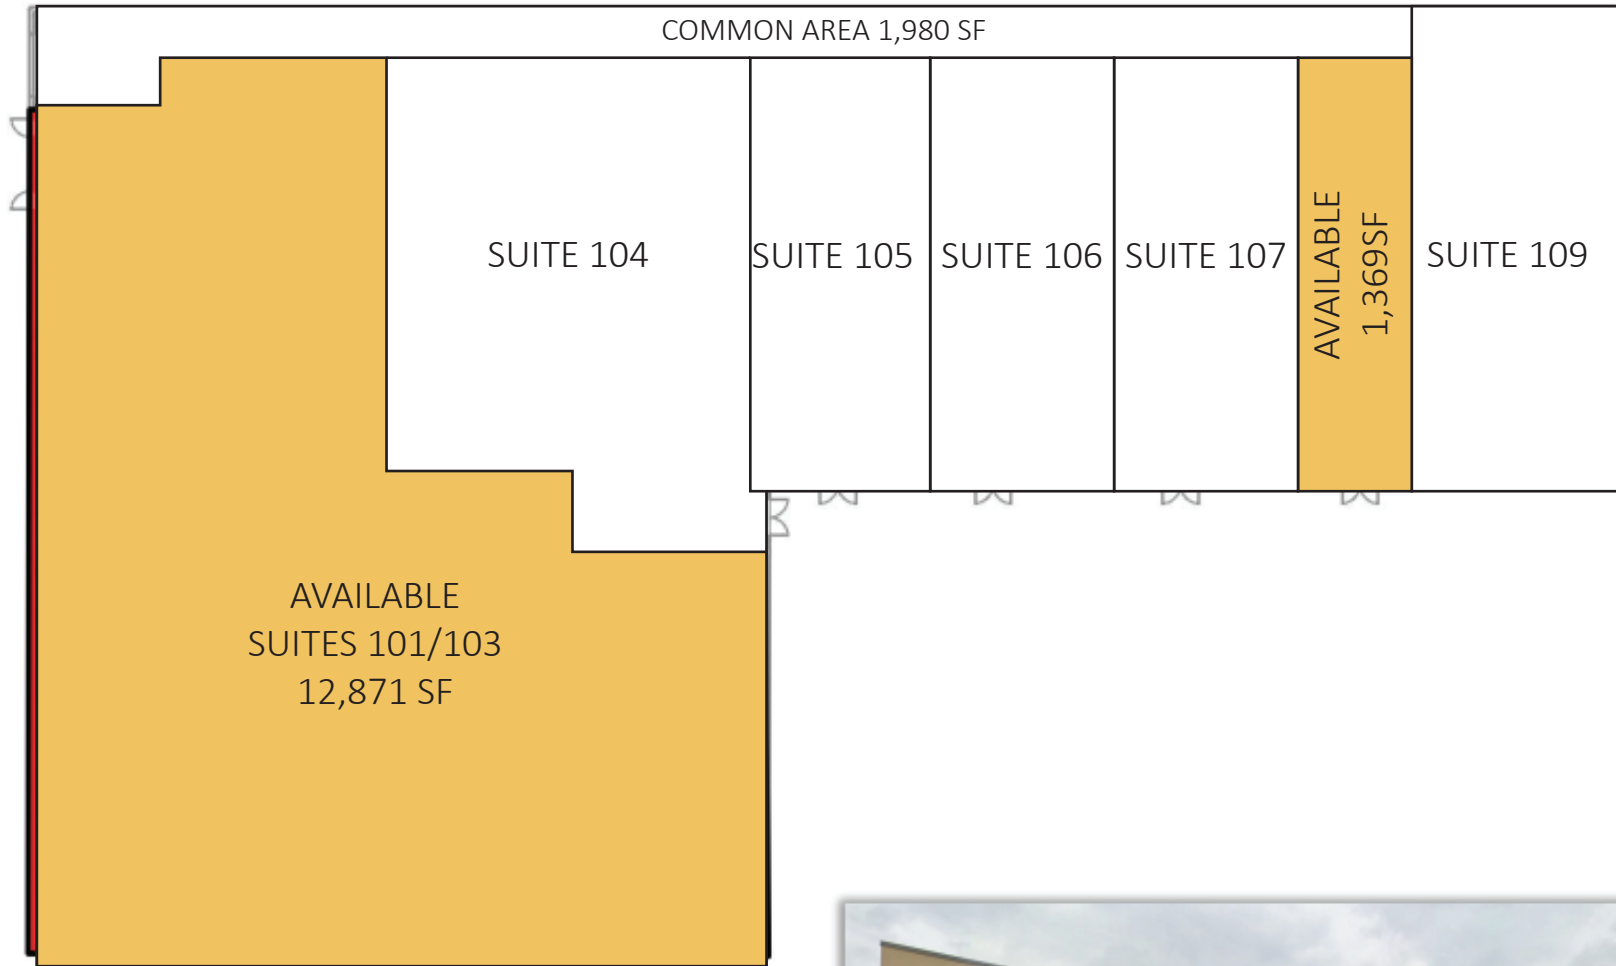 COMMON AREA 1,980 SF
SUITE 104
SUITE 105
SUITE 106
SUITE 107
AVAILABLE
1,369SF
SUITE 109
AVAILABLE
SUITES 101/103
12,871 SF